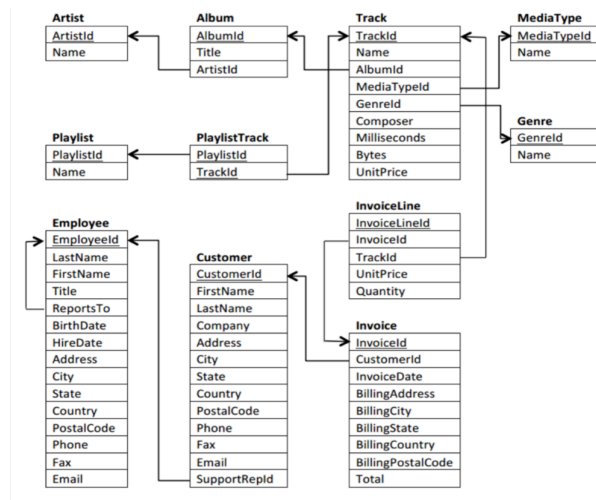 Artist
ArtistId
Name
Album
AlbumId
Title
ArtistId
Track
TrackId
Name
AlbumId
MediaTypeId
GenreId
Composer
Milliseconds
Bytes
UnitPrice
MediaType
MediaTypeId
Name
Genre
GenreId
Name
Playlist
PlaylistId
Name
PlaylistTrack
PlaylistId
TrackId
InvoiceLine
InvoiceLineId
InvoiceId
TrackId
UnitPrice
Quantity
Employee
EmployeeId
LastName
FirstName
Title
ReportsTo
BirthDate
HireDate
Address
City
State
Country
PostalCode
Phone
Fax
Email
Customer
CustomerId
FirstName
LastName
Company
Address
City
State
Country
PostalCode
Phone
Fax
Email
SupportRepId
Invoice
InvoiceId
CustomerId
InvoiceDate
BillingAddress
BillingCity
BillingState
BillingCountry
BillingPostalCode
Total